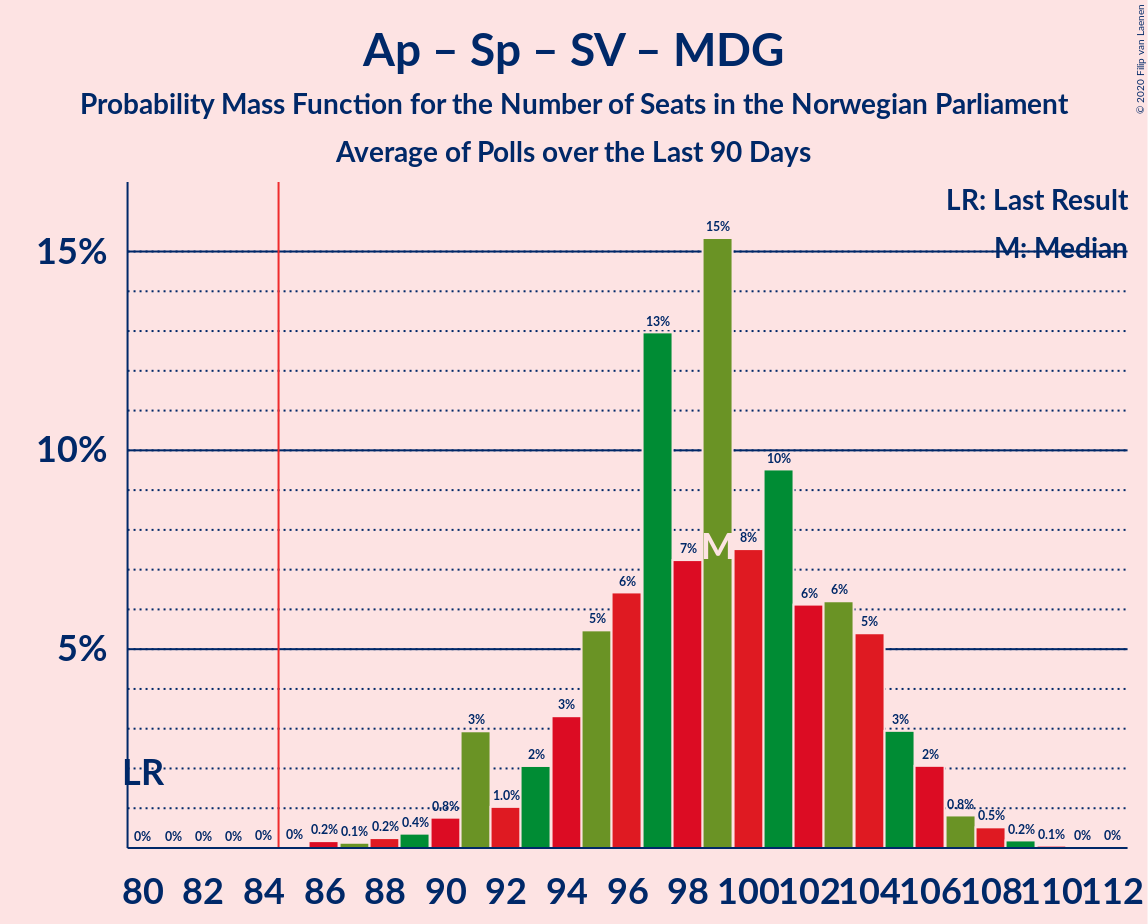 Ap – Sp – SV – MDG
Probability Mass Function for the Number of Seats in the Norwegian Parliament
Average of Polls over the Last 90 Days
© 2020 Filip van Laenen
LR: Last Result
M: Median
15%
10%
5%
LR
M
0% 0% 0% 0% 0% 0% 0.2% 0.1% 0.2% 0.4% 0.8% 3% 1.0% 2% 3% 5% 6% 13% 7% 15% 8% 10% 6% 6% 5% 3% 2% 0.8% 0.5% 0.2% 0.1% 0% 0%
80 82 84 86 88 90 92 94 96 98 100 102 104 106 108 110 112